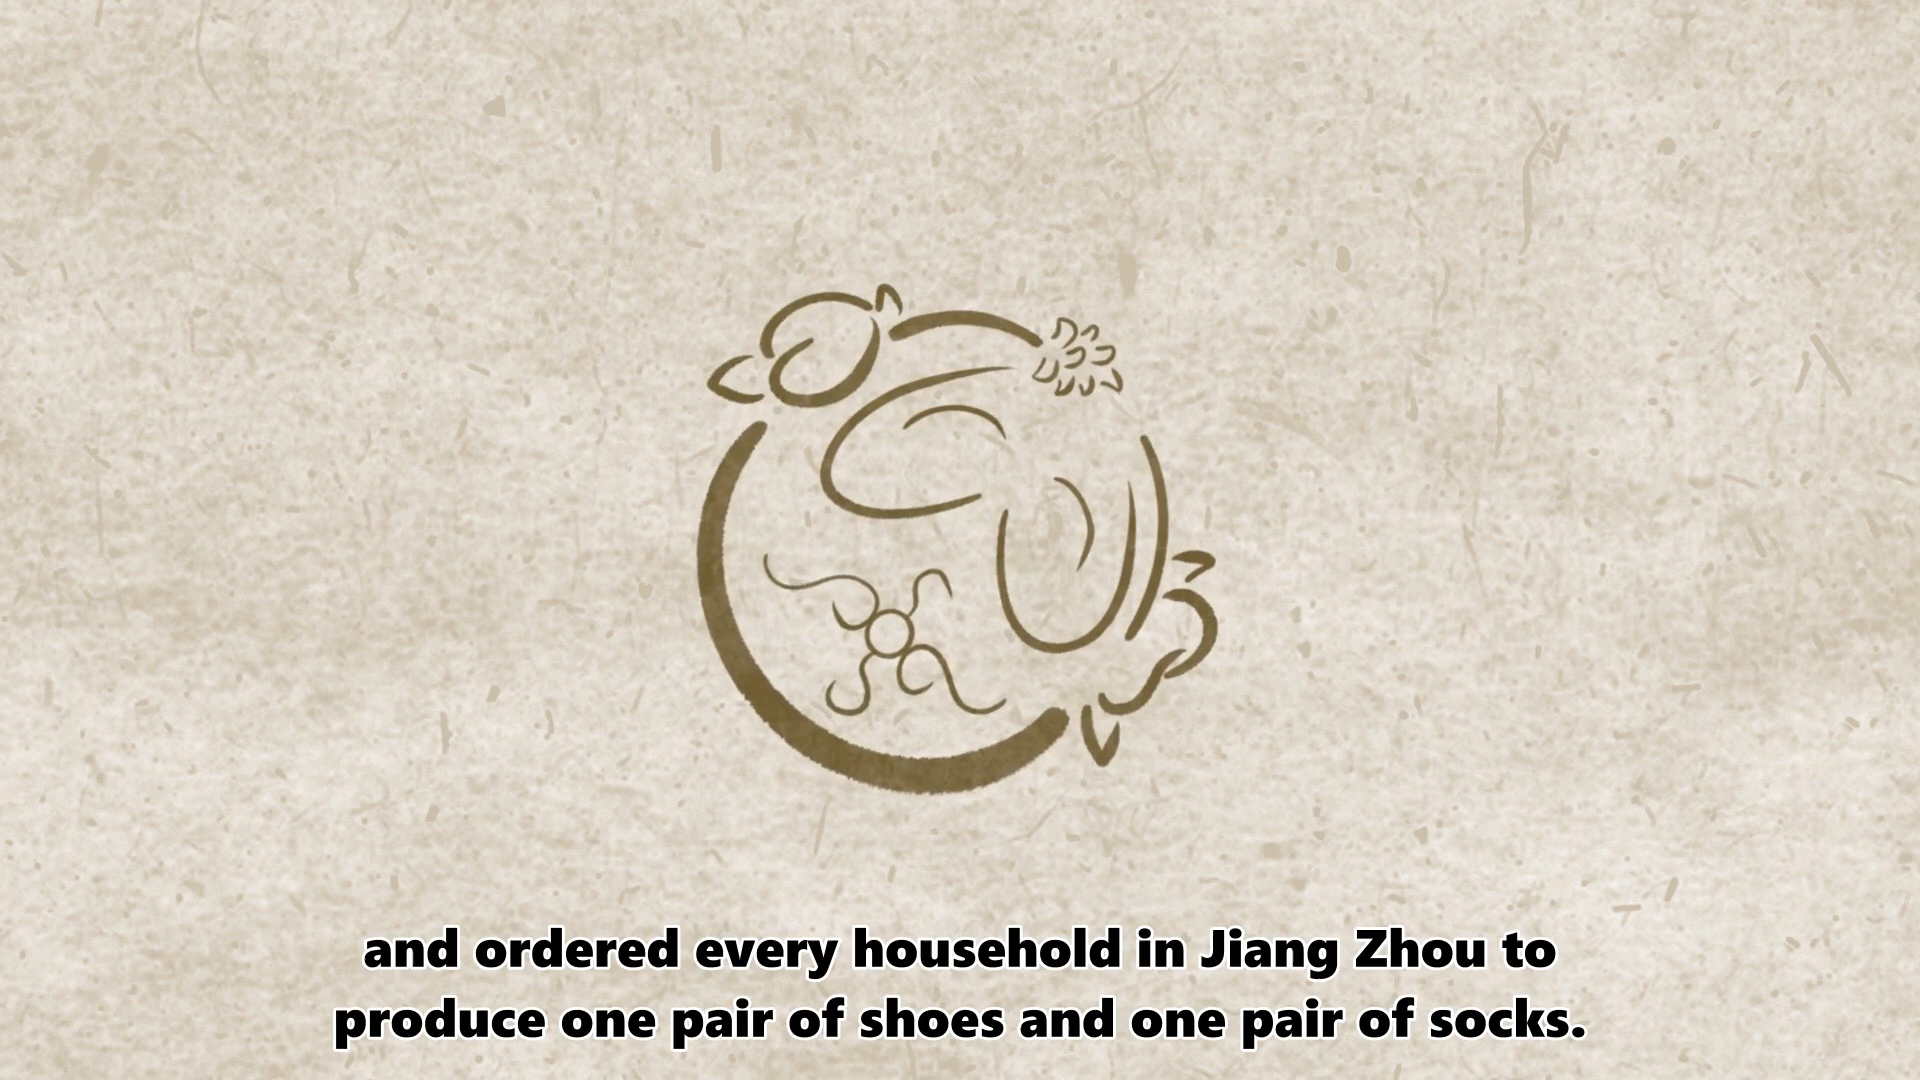 and ordered every household in Jiang Zhou to
produce one pair of shoes and one pair of socks.